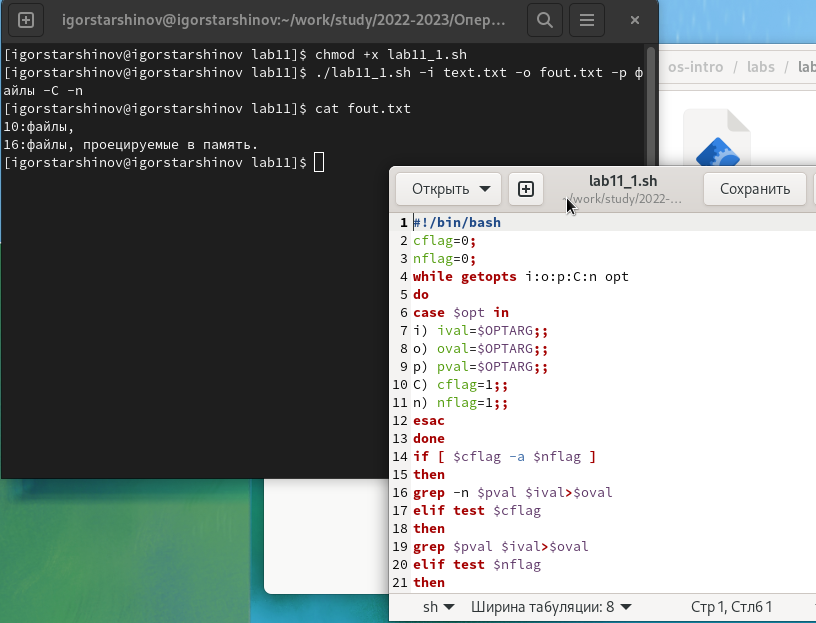 igorstarshinov@igorstarshinov:~/work/study/2022-2023/Опер...
[igorstarshinov@igorstarshinov lab11]$ chmod +x lab11_1.sh
[igorstarshinov@igorstarshinov lab11]$ ./lab11_1.sh -i text.txt -o fout.txt -p ф
айлы -C -n
[igorstarshinov@igorstarshinov lab11]$ cat fout.txt
10:файлы,
16:файлы, проецируемые в память.
[igorstarshinov@igorstarshinov lab11]$
os-intro / labs / lab
Открыть
lab11_1.sh
~/work/study/2022-...
Сохранить
1 #!/bin/bash
2 cflag=0;
3 nflag=0;
4 while getopts i:o:p:C:n opt
5 do
6 case $opt in
7 i) ival=$OPTARG;;
8 o) oval=$OPTARG;;
9 p) pval=$OPTARG;;
10 C) cflag=1;;
11 n) nflag=1;;
12 esac
13 done
14 if [ $cflag -a $nflag ]
15 then
16 grep -n $pval $ival>$oval
17 elif test $cflag
18 then
19 grep $pval $ival>$oval
20 elif test $nflag
21 then
sh
Ширина табуляции: 8
Стр 1, Стлб 1